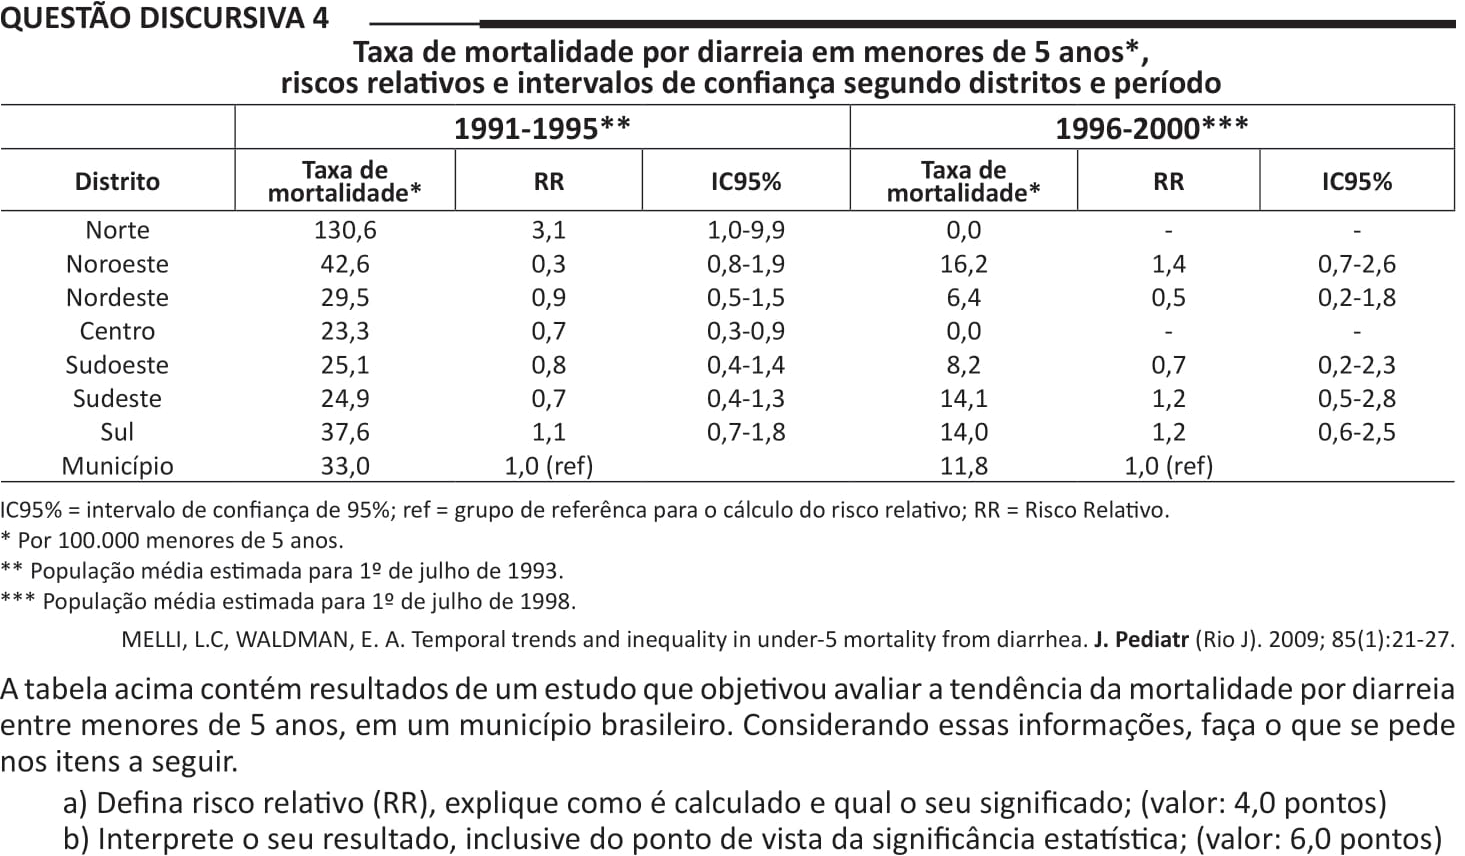 QUESTÃO DISCURSIVA 4
Taxa de mortalidade por diarreia em menores de 5 anos*,
riscos relativos e intervalos de confiança segundo distritos e período
1991-1995** 1996-2000***
Distrito Taxa de mortalidade* RR IC95% Taxa de mortalidade* RR IC95%
Norte 130,6 3,1 1,0-9,9 0,0 - -
Noroeste 42,6 0,3 0,8-1,9 16,2 1,4 0,7-2,6
Nordeste 29,5 0,9 0,5-1,5 6,4 0,5 0,2-1,8
Centro 23,3 0,7 0,3-0,9 0,0 - -
Sudoeste 25,1 0,8 0,4-1,4 8,2 0,7 0,2-2,3
Sudeste 24,9 0,7 0,4-1,3 14,1 1,2 0,5-2,8
Sul 37,6 1,1 0,7-1,8 14,0 1,2 0,6-2,5
Município 33,0 1,0 (ref) 11,8 1,0 (ref)
IC95% = intervalo de confiança de 95%; ref = grupo de referênca para o cálculo do risco relativo; RR = Risco Relativo.
* Por 100.000 menores de 5 anos.
** População média estimada para 1º de julho de 1993.
*** População média estimada para 1º de julho de 1998.
MELLI, L.C, WALDMAN, E. A. Temporal trends and inequality in under-5 mortality from diarrhea. J. Pediatr (Rio J). 2009; 85(1):21-27.
A tabela acima contém resultados de um estudo que objetivou avaliar a tendência da mortalidade por diarreia
entre menores de 5 anos, em um município brasileiro. Considerando essas informações, faça o que se pede
nos itens a seguir.
a) Defina risco relativo (RR), explique como é calculado e qual o seu significado; (valor: 4,0 pontos)
b) Interprete o seu resultado, inclusive do ponto de vista da significância estatística; (valor: 6,0 pontos)